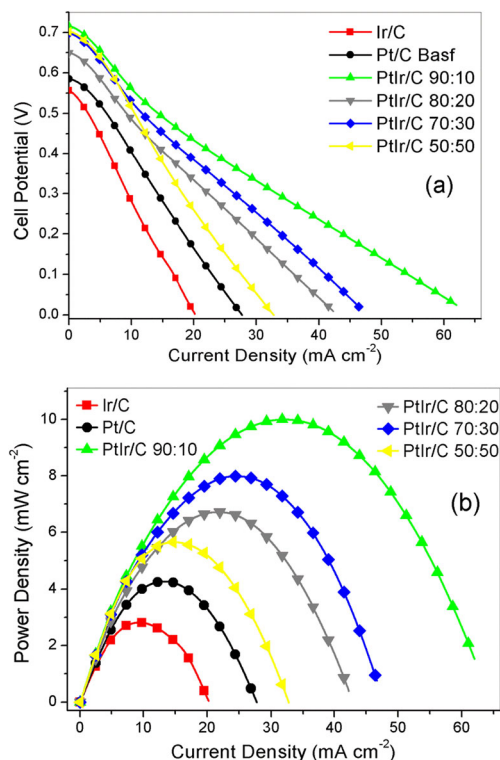 0.7
0.6
0.5
0.4
0.3
0.2
0.1
0.0
Cell Potential (V)
Ir/C
Pt/C Basf
PtIr/C 90:10
PtIr/C 80:20
PtIr/C 70:30
PtIr/C 50:50
(a)
0 10 20 30 40 50 60
Current Density (mA cm⁻²)
10
8
6
4
2
0
Power Density (mW cm⁻²)
Ir/C
Pt/C
PtIr/C 90:10
PtIr/C 80:20
PtIr/C 70:30
PtIr/C 50:50
(b)
0 10 20 30 40 50 60
Current Density (mA cm⁻²)